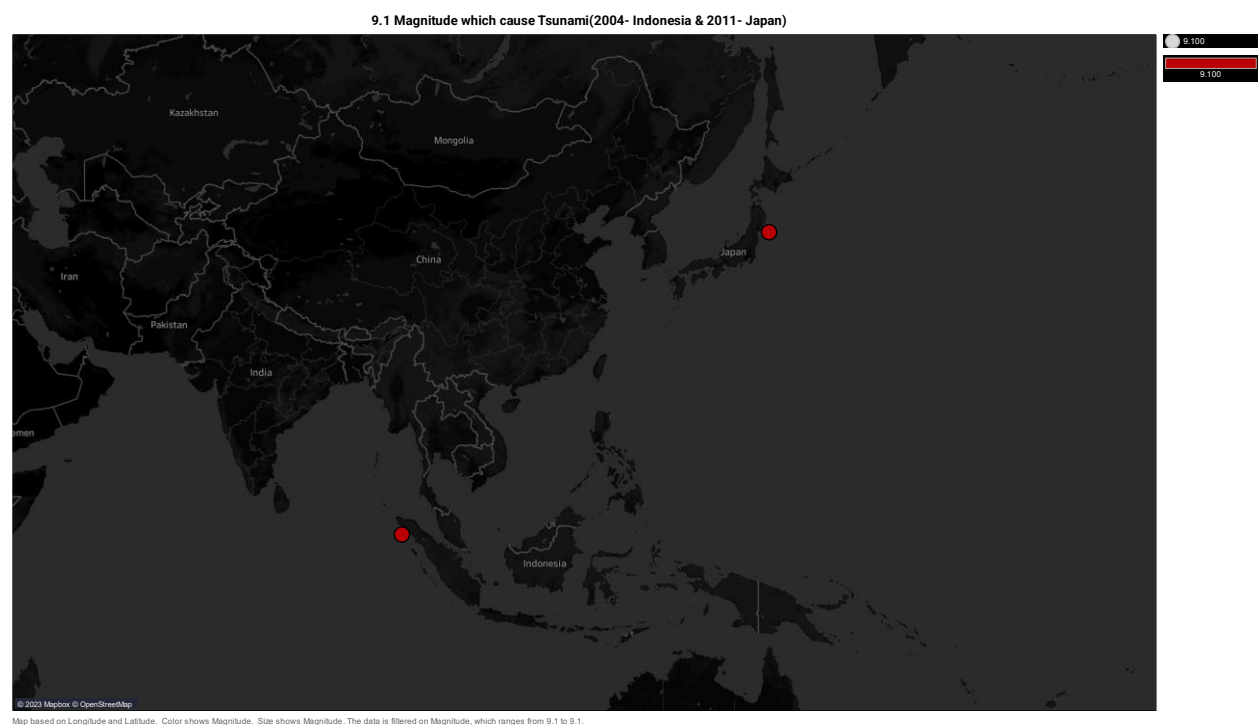 9.1 Magnitude which cause Tsunami(2004- Indonesia & 2011- Japan)
9.100
9.100
Kazakhstan
Mongolia
Japan
China
Iran
Pakistan
India
emen
Indonesia
© 2023 Mapbox © OpenStreetMap
Map based on Longitude and Latitude. Color shows Magnitude. Size shows Magnitude. The data is filtered on Magnitude, which ranges from 9.1 to 9.1.